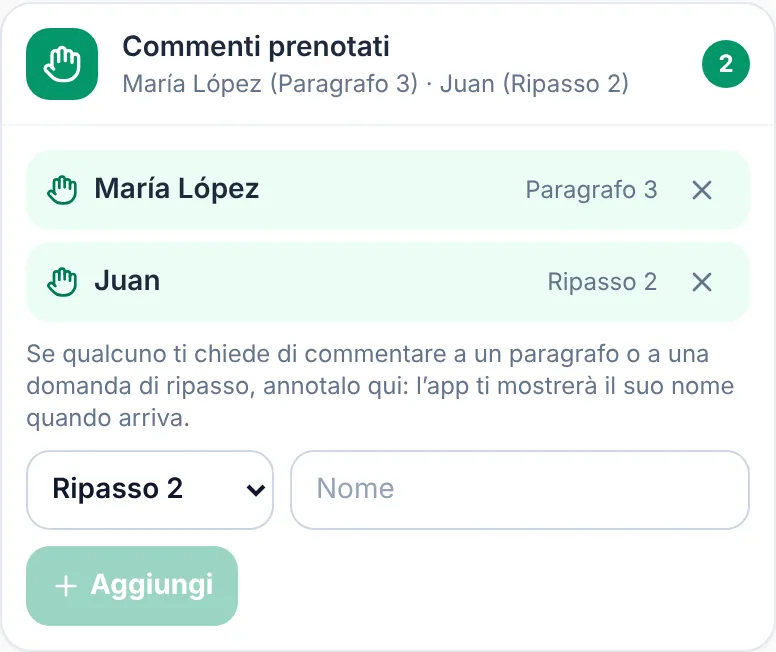 Commenti prenotati
María López (Paragrafo 3) · Juan (Ripasso 2)
2
María López
Paragrafo 3
Juan
Ripasso 2
Se qualcuno ti chiede di commentare a un paragrafo o a una
domanda di ripasso, annotalo qui: l’app ti mostrerà il suo nome
quando arriva.
Ripasso 2
Nome
+ Aggiungi